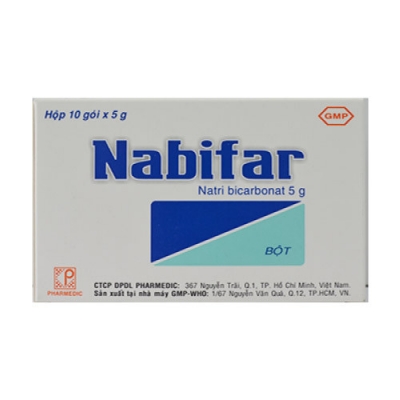 Hộp 10 gói x 5 g
GMP
Nabifar
Natri bicarbonat 5 g
BỘT
PHARMEDIC
CTCP DPDL PHARMEDIC: 367 Nguyễn Trãi, Q.1, TP. Hồ Chí Minh, Việt Nam.
Sản xuất tại nhà máy GMP-WHO: 1/67 Nguyễn Văn Quá, Q.12, TP.HCM, VN.